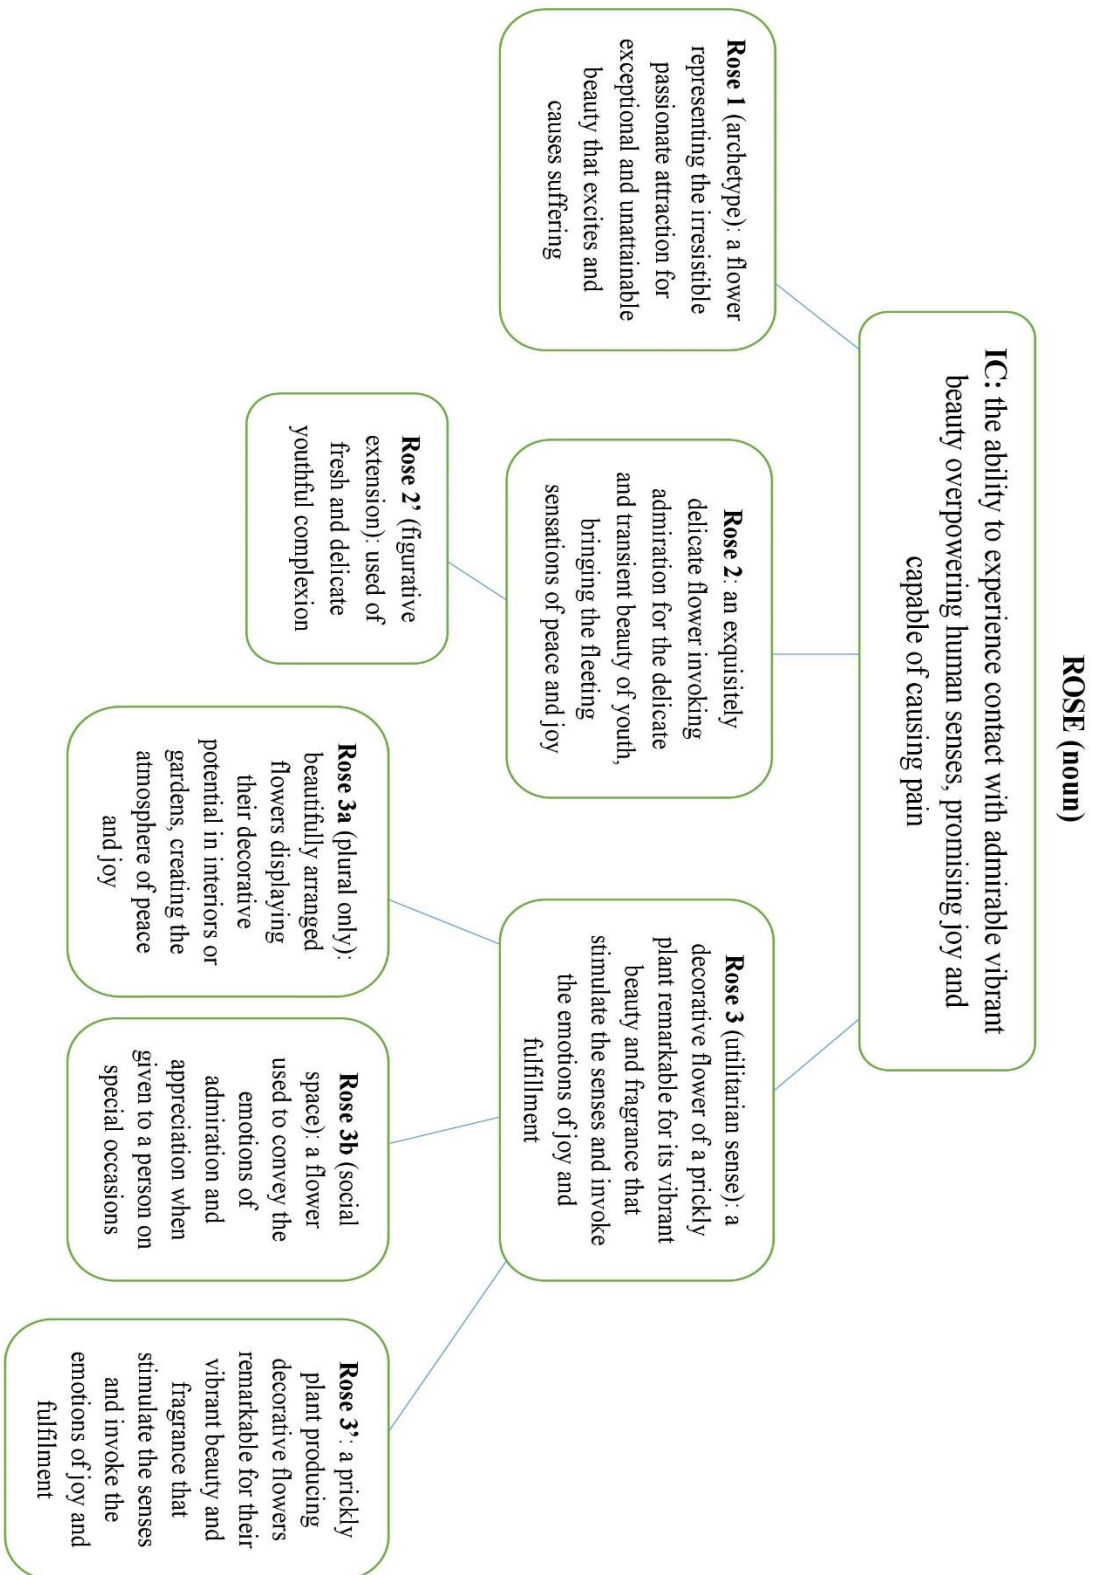 ROSE (noun)
IC: the ability to experience contact with admirable vibrant
beauty overpowering human senses, promising joy and
capable of causing pain
Rose 1 (archetype): a flower
representing the irresistible
passionate attraction for
exceptional and unattainable
beauty that excites and
causes suffering
Rose 2: an exquisitely
delicate flower invoking
admiration for the delicate
and transient beauty of youth,
bringing the fleeting
sensations of peace and joy
Rose 3 (utilitarian sense): a
decorative flower of a prickly
plant remarkable for its vibrant
beauty and fragrance that
stimulate the senses and invoke
the emotions of joy and
fulfillment
Rose 2’ (figurative
extension): used of
fresh and delicate
youthful complexion
Rose 3a (plural only):
beautifully arranged
flowers displaying
their decorative
potential in interiors or
gardens, creating the
atmosphere of peace
and joy
Rose 3b (social
space): a flower
used to convey the
emotions of
admiration and
appreciation when
given to a person on
special occasions
Rose 3’: a prickly
plant producing
decorative flowers
remarkable for their
vibrant beauty and
fragrance that
stimulate the senses
and invoke the
emotions of joy and
fulfilment